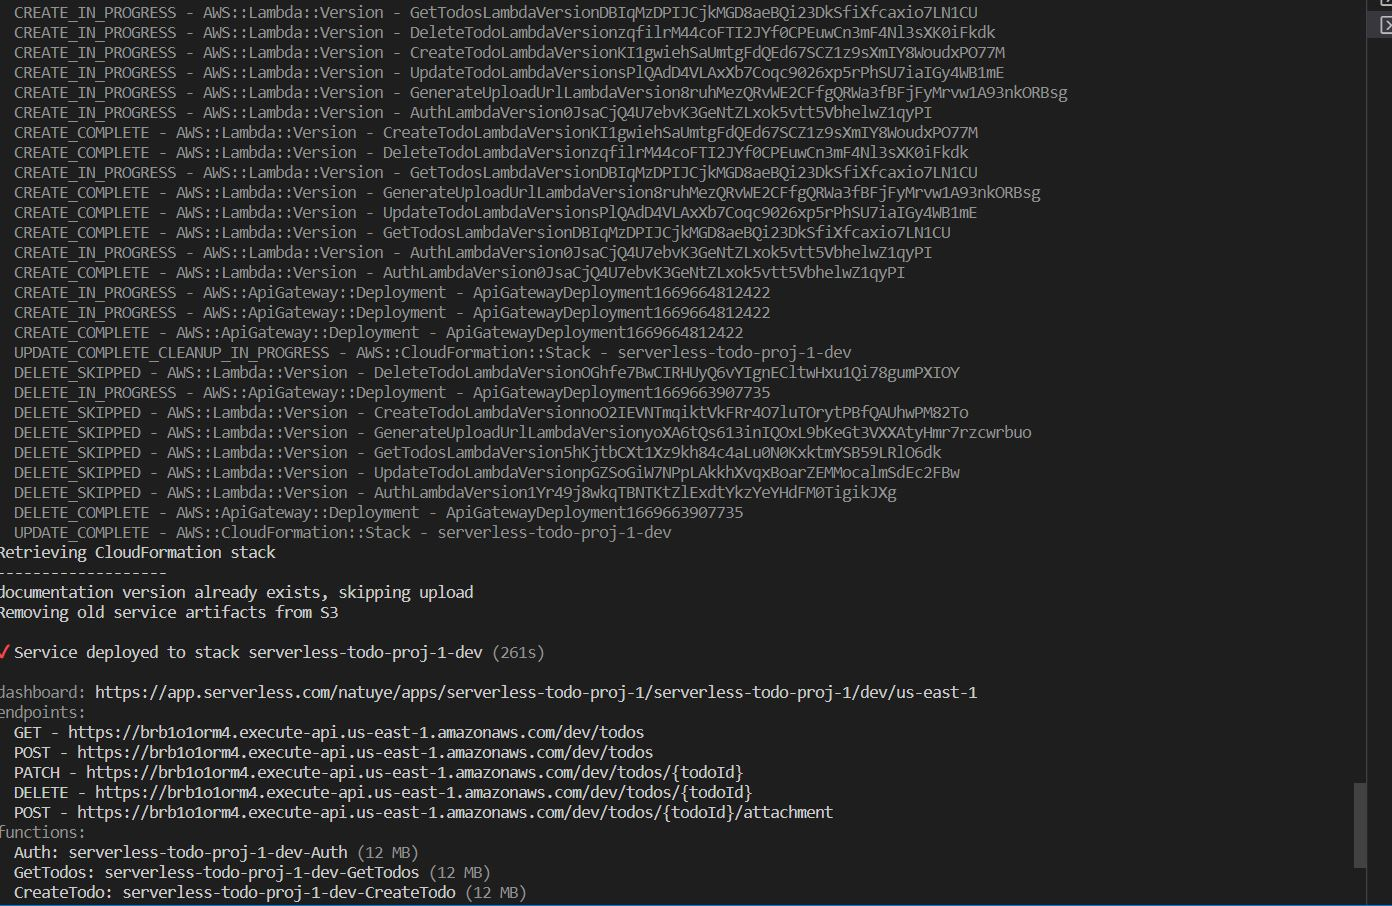 CREATE_IN_PROGRESS - AWS::Lambda::Version - GetTodosLambdaVersionDBIqMzDPIJCjkMGD8aeBQi23DkSfiXfcaxio7LN1CU
CREATE_IN_PROGRESS - AWS::Lambda::Version - DeleteTodoLambdaVersionzqfilrM44coFTI2JYf0CPEuwCn3mF4Nl3sXK0iFkdk
CREATE_IN_PROGRESS - AWS::Lambda::Version - CreateTodoLambdaVersionKI1gwiehSaUmtgFdQEd67SCZ1z9sXmIY8WoudxPO77M
CREATE_IN_PROGRESS - AWS::Lambda::Version - UpdateTodoLambdaVersionsPlQAdD4VLAxXb7Coqc9026xp5rPhSU7iaIGy4WB1mE
CREATE_IN_PROGRESS - AWS::Lambda::Version - GenerateUploadUrlLambdaVersion8ruhMezQRvWE2CFfgQRWa3fBFjFyMrvw1A93nkORBsg
CREATE_IN_PROGRESS - AWS::Lambda::Version - AuthLambdaVersion0JsaCjQ4U7ebvK3GeNtZLxok5vtt5VbhelwZ1qyPI
CREATE_COMPLETE - AWS::Lambda::Version - CreateTodoLambdaVersionKI1gwiehSaUmtgFdQEd67SCZ1z9sXmIY8WoudxPO77M
CREATE_COMPLETE - AWS::Lambda::Version - DeleteTodoLambdaVersionzqfilrM44coFTI2JYf0CPEuwCn3mF4Nl3sXK0iFkdk
CREATE_IN_PROGRESS - AWS::Lambda::Version - GetTodosLambdaVersionDBIqMzDPIJCjkMGD8aeBQi23DkSfiXfcaxio7LN1CU
CREATE_COMPLETE - AWS::Lambda::Version - GenerateUploadUrlLambdaVersion8ruhMezQRvWE2CFfgQRWa3fBFjFyMrvw1A93nkORBsg
CREATE_COMPLETE - AWS::Lambda::Version - UpdateTodoLambdaVersionsPlQAdD4VLAxXb7Coqc9026xp5rPhSU7iaIGy4WB1mE
CREATE_COMPLETE - AWS::Lambda::Version - GetTodosLambdaVersionDBIqMzDPIJCjkMGD8aeBQi23DkSfiXfcaxio7LN1CU
CREATE_IN_PROGRESS - AWS::Lambda::Version - AuthLambdaVersion0JsaCjQ4U7ebvK3GeNtZLxok5vtt5VbhelwZ1qyPI
CREATE_COMPLETE - AWS::Lambda::Version - AuthLambdaVersion0JsaCjQ4U7ebvK3GeNtZLxok5vtt5VbhelwZ1qyPI
CREATE_IN_PROGRESS - AWS::ApiGateway::Deployment - ApiGatewayDeployment1669664812422
CREATE_IN_PROGRESS - AWS::ApiGateway::Deployment - ApiGatewayDeployment1669664812422
CREATE_COMPLETE - AWS::ApiGateway::Deployment - ApiGatewayDeployment1669664812422
UPDATE_COMPLETE_CLEANUP_IN_PROGRESS - AWS::CloudFormation::Stack - serverless-todo-proj-1-dev
DELETE_SKIPPED - AWS::Lambda::Version - DeleteTodoLambdaVersionOGhfe7BwCIRHUyQ6vYIgnECltwHxu1Qi78gumPXIOY
DELETE_IN_PROGRESS - AWS::ApiGateway::Deployment - ApiGatewayDeployment1669663907735
DELETE_SKIPPED - AWS::Lambda::Version - CreateTodoLambdaVersionnoO2IEVNTmqiktVkFRr4O7luTOrytPBfQAUhwPM82To
DELETE_SKIPPED - AWS::Lambda::Version - GenerateUploadUrlLambdaVersionyoXA6tQs613inIQOxL9bKeGt3VXXAtyHmr7rzcwrbuo
DELETE_SKIPPED - AWS::Lambda::Version - GetTodosLambdaVersion5hKjtbCXt1Xz9kh84c4aLu0N0KxktmYSB59LRlO6dk
DELETE_SKIPPED - AWS::Lambda::Version - UpdateTodoLambdaVersionpGZSoGiW7NPpLAkkhXvqxBoarZEMMocalmSdEc2FBw
DELETE_SKIPPED - AWS::Lambda::Version - AuthLambdaVersion1Yr49j8wkqTBNTKtZlExdtYkzYeYHdFM0TigikJXg
DELETE_COMPLETE - AWS::ApiGateway::Deployment - ApiGatewayDeployment1669663907735
UPDATE_COMPLETE - AWS::CloudFormation::Stack - serverless-todo-proj-1-dev
Retrieving CloudFormation stack
-------------------
documentation version already exists, skipping upload
Removing old service artifacts from S3
✓ Service deployed to stack serverless-todo-proj-1-dev (261s)
dashboard: https://app.serverless.com/natuye/apps/serverless-todo-proj-1/serverless-todo-proj-1/dev/us-east-1
endpoints:
GET - https://brb1o1orm4.execute-api.us-east-1.amazonaws.com/dev/todos
POST - https://brb1o1orm4.execute-api.us-east-1.amazonaws.com/dev/todos
PATCH - https://brb1o1orm4.execute-api.us-east-1.amazonaws.com/dev/todos/{todoId}
DELETE - https://brb1o1orm4.execute-api.us-east-1.amazonaws.com/dev/todos/{todoId}
POST - https://brb1o1orm4.execute-api.us-east-1.amazonaws.com/dev/todos/{todoId}/attachment
functions:
Auth: serverless-todo-proj-1-dev-Auth (12 MB)
GetTodos: serverless-todo-proj-1-dev-GetTodos (12 MB)
CreateTodo: serverless-todo-proj-1-dev-CreateTodo (12 MB)